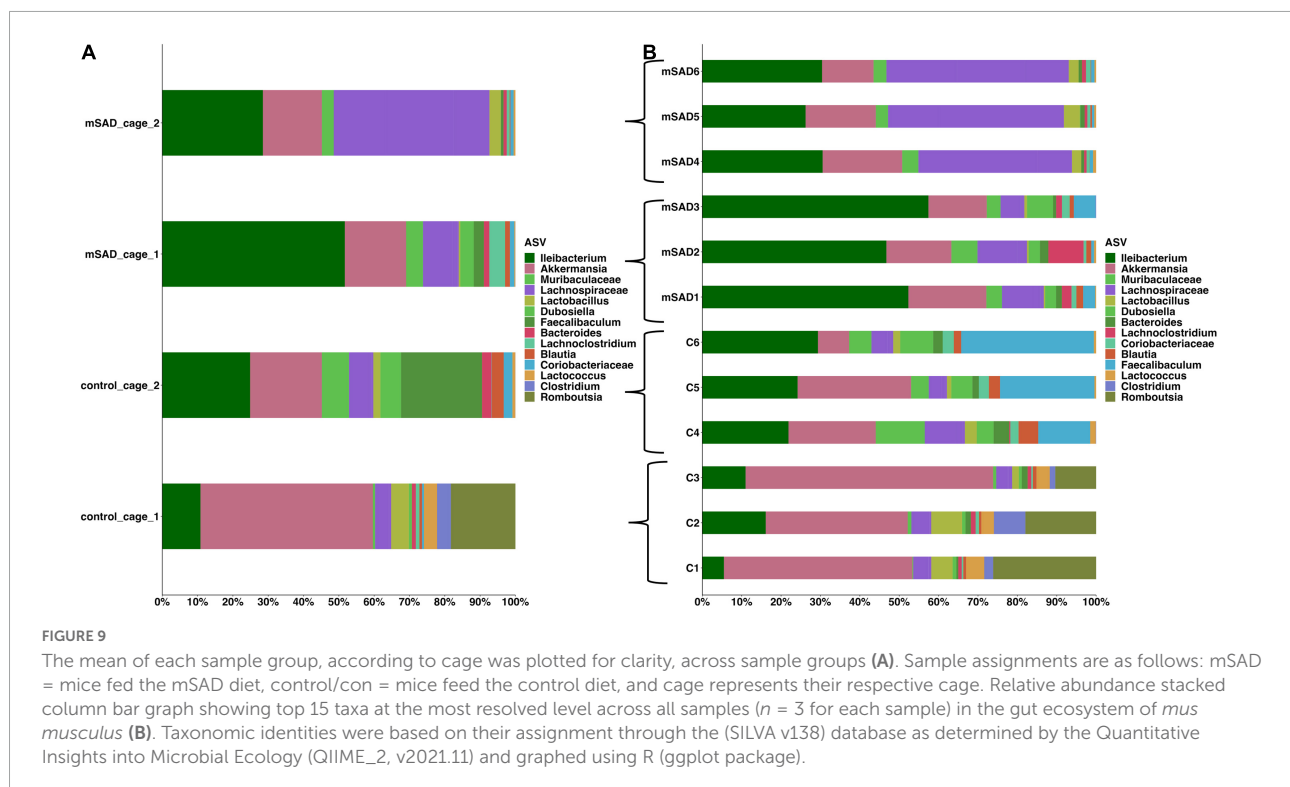 A
mSAD_cage_2
mSAD_cage_1
control_cage_2
control_cage_1
0% 10% 20% 30% 40% 50% 60% 70% 80% 90% 100%
ASV
Ileibacterium
Akkermansia
Muribaculaceae
Lachnospiraceae
Lactobacillus
Dubosiella
Faecalibaculum
Bacteroides
Lachnoclostridium
Blautia
Coriobacteriaceae
Lactococcus
Clostridium
Romboutsia
B
mSAD6
mSAD5
mSAD4
mSAD3
mSAD2
mSAD1
C6
C5
C4
C3
C2
C1
0% 10% 20% 30% 40% 50% 60% 70% 80% 90% 100%
ASV
Ileibacterium
Akkermansia
Muribaculaceae
Lachnospiraceae
Lactobacillus
Dubosiella
Bacteroides
Lachnoclostridium
Coriobacteriaceae
Blautia
Faecalibaculum
Lactococcus
Clostridium
Romboutsia
FIGURE 9
The mean of each sample group, according to cage was plotted for clarity, across sample groups (A). Sample assignments are as follows: mSAD
= mice fed the mSAD diet, control/con = mice feed the control diet, and cage represents their respective cage. Relative abundance stacked
column bar graph showing top 15 taxa at the most resolved level across all samples (n = 3 for each sample) in the gut ecosystem of mus
musculus (B). Taxonomic identities were based on their assignment through the (SILVA v138) database as determined by the Quantitative
Insights into Microbial Ecology (QIIME_2, v2021.11) and graphed using R (ggplot package).